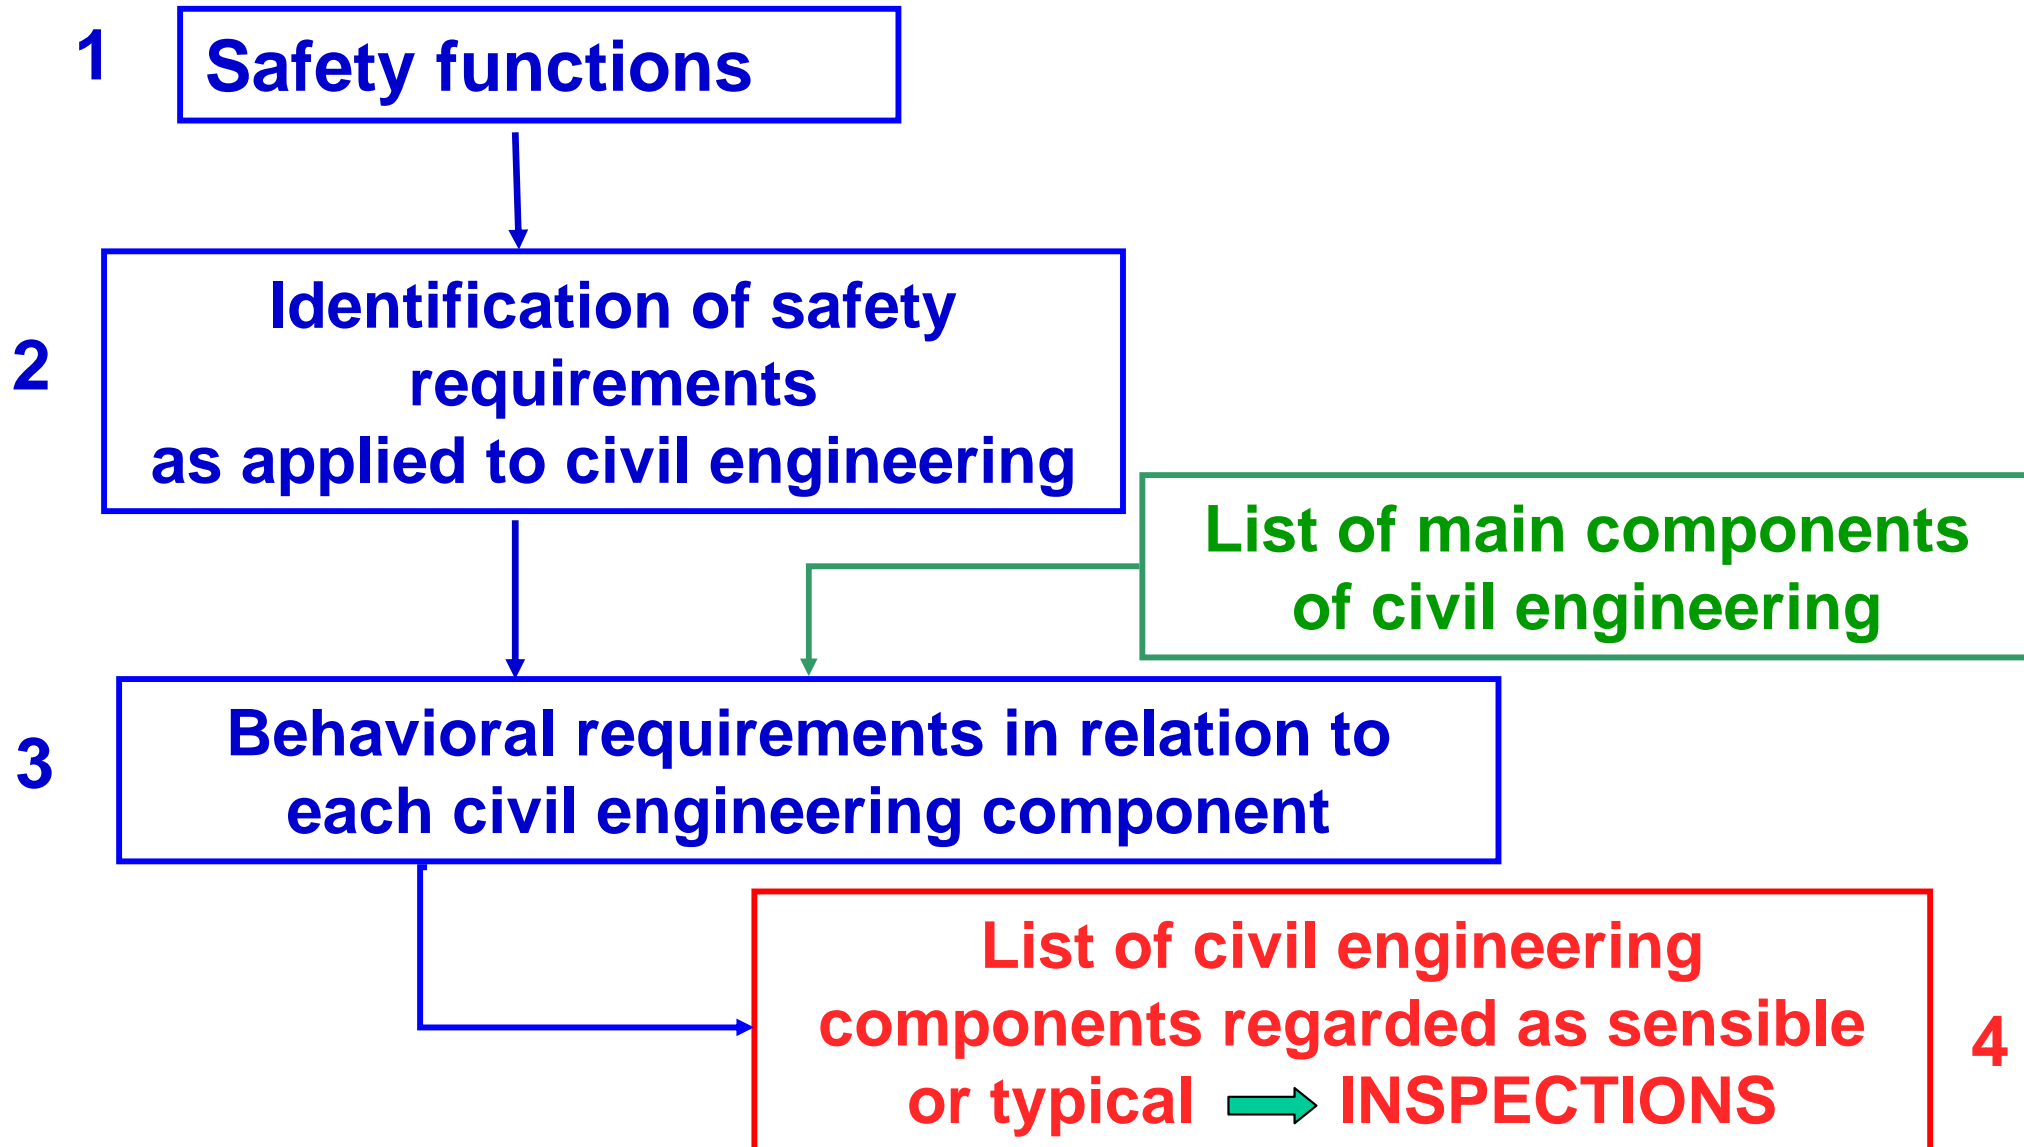 1
Safety functions
2
Identification of safety
requirements
as applied to civil engineering
List of main components
of civil engineering
3
Behavioral requirements in relation to
each civil engineering component
List of civil engineering
components regarded as sensible
or typical INSPECTIONS
4